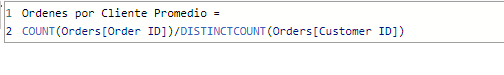 1 Ordenes por Cliente Promedio =
2 COUNT(Orders[Order ID])/DISTINCTCOUNT(Orders[Customer ID])